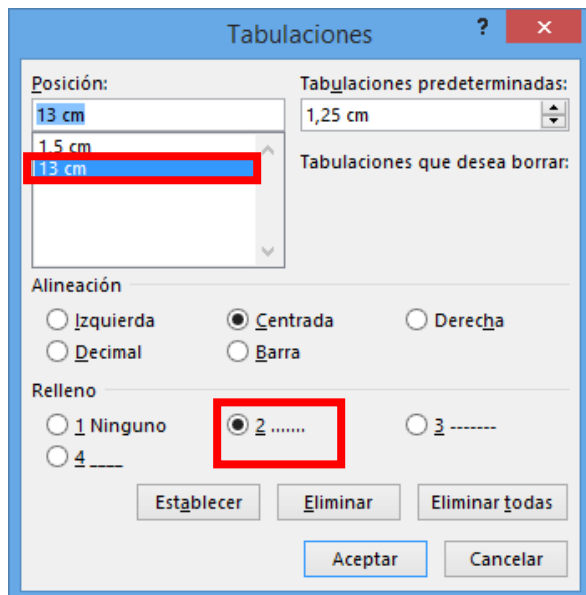 Tabulaciones ?
Posición: Tabulaciones predeterminadas:
13 cm 1,25 cm
1,5 cm
13 cm
Tabulaciones que desea borrar:
Alineación
Izquierda Centrada Derecha
Decimal Barra
Relleno
1 Ninguno 2 ....... 3 -------
4 ____
Establecer Eliminar Eliminar todas
Aceptar Cancelar